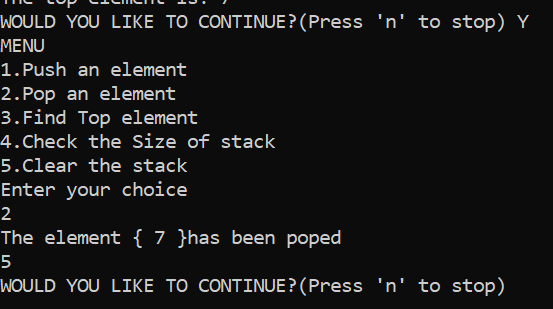 The top element is: 7
WOULD YOU LIKE TO CONTINUE?(Press 'n' to stop) Y
MENU
1.Push an element
2.Pop an element
3.Find Top element
4.Check the Size of stack
5.Clear the stack
Enter your choice
2
The element { 7 }has been poped
5
WOULD YOU LIKE TO CONTINUE?(Press 'n' to stop)